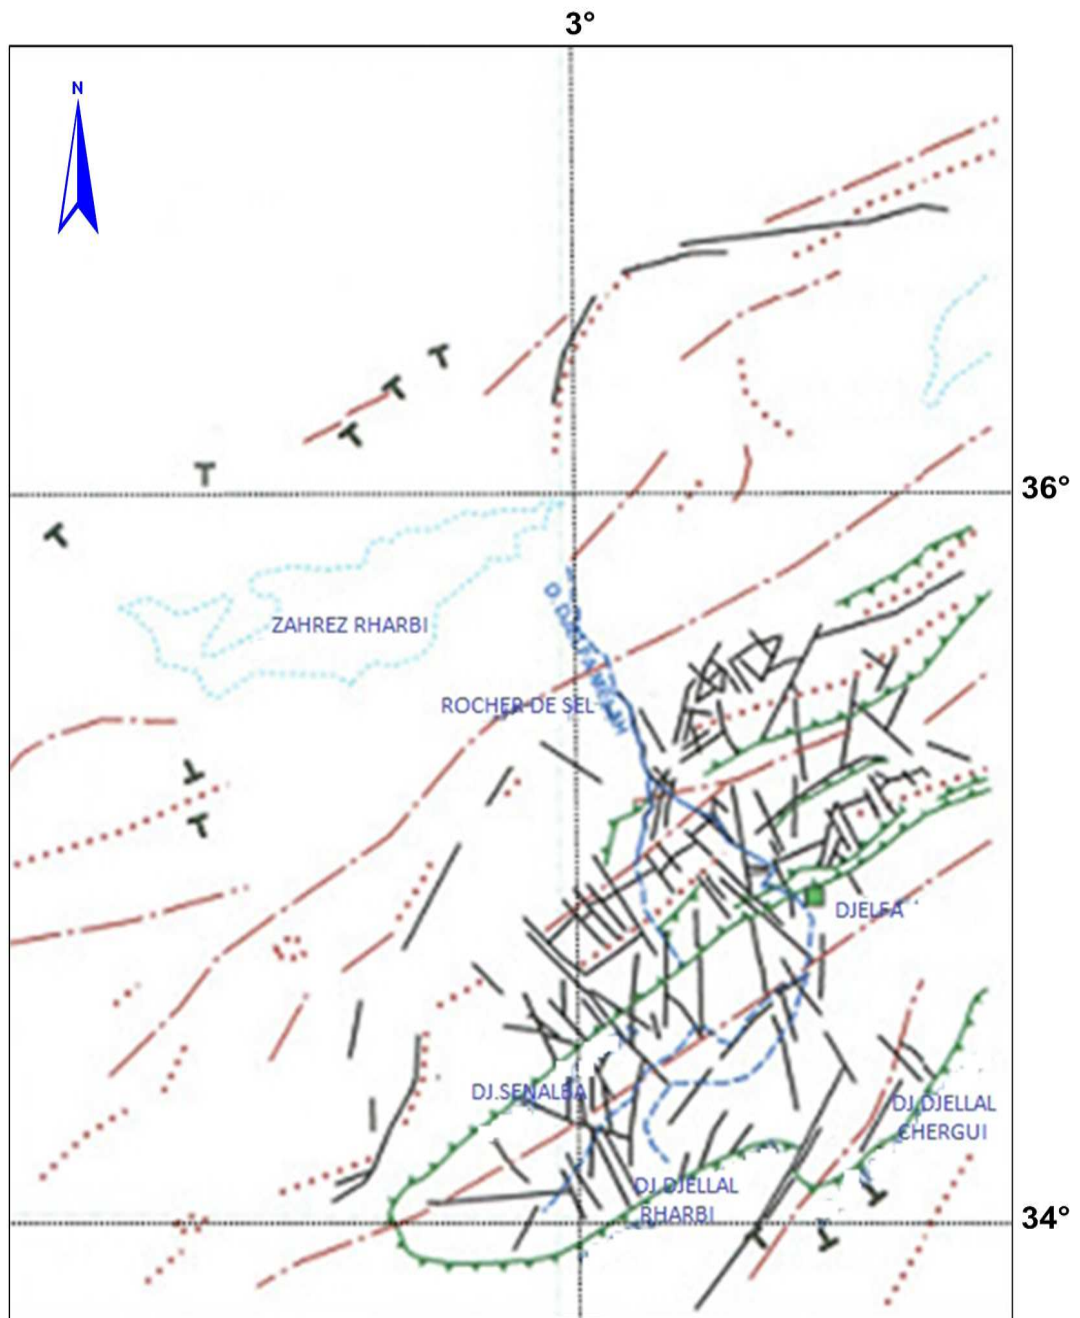 3°
N
36°
ZAHREZ RHARBI
ROCHER DE SEL
DJELFA
DJ.SENALBA
DJ.DJELLAL
CHERGUI
DJ.DJELLAL
RHARBI
34°